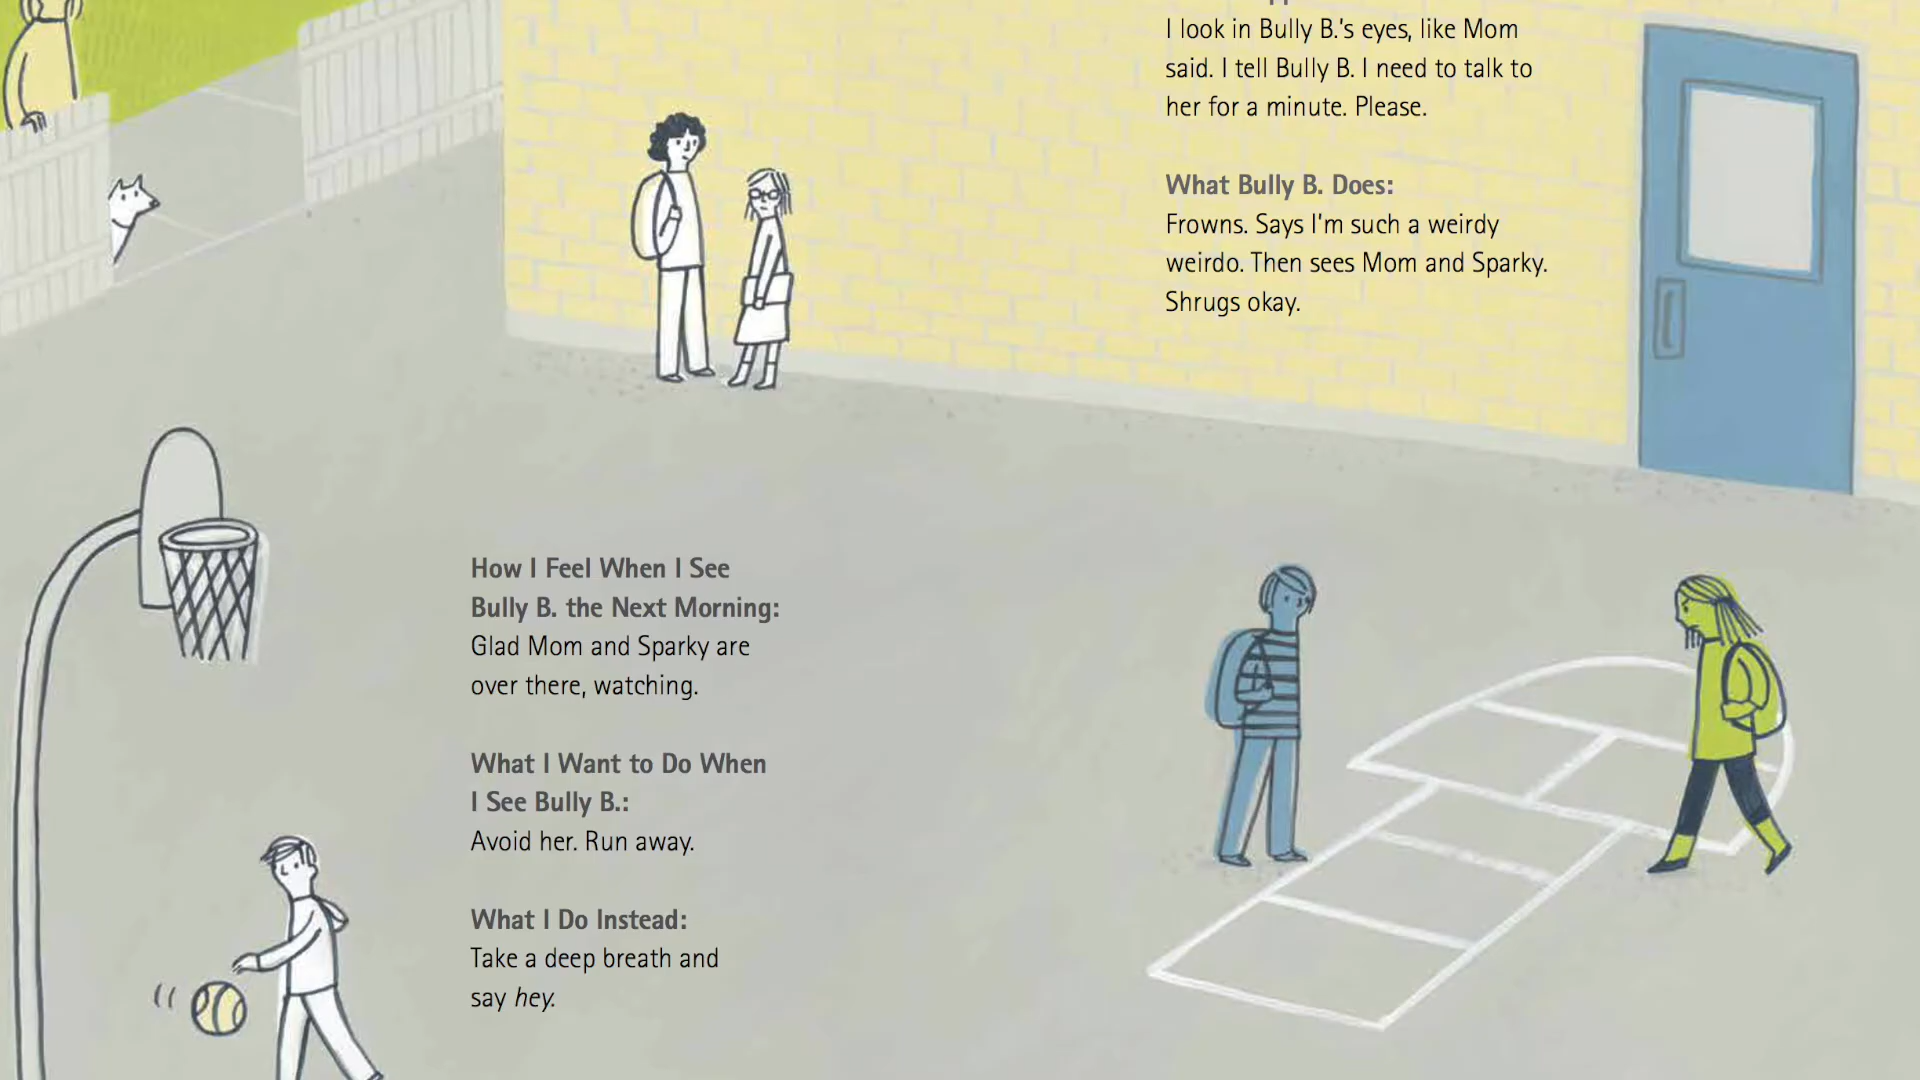 How I Feel When I See
Bully B. the Next Morning:
Glad Mom and Sparky are
over there, watching.
What I Want to Do When
I See Bully B.:
Avoid her. Run away.
What I Do Instead:
Take a deep breath and
say hey.
I look in Bully B.'s eyes, like Mom
said. I tell Bully B. I need to talk to
her for a minute. Please.
What Bully B. Does:
Frowns. Says I'm such a weirdy
weirdo. Then sees Mom and Sparky.
Shrugs okay.